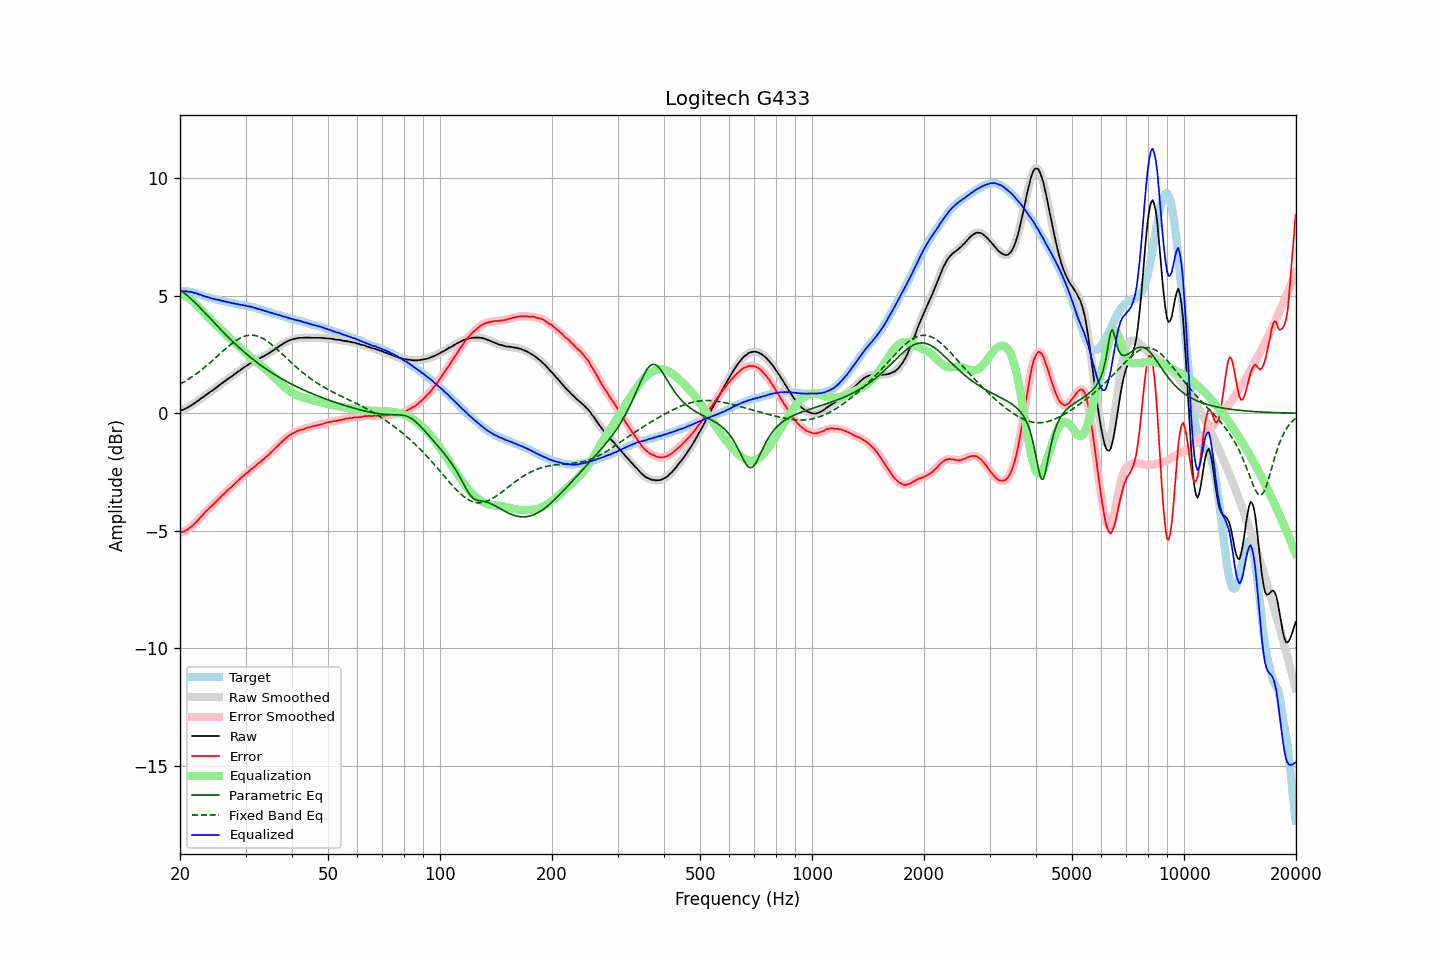 Logitech G433
Amplitude (dBr)
10
5
0
−5
−10
−15
Target
Raw Smoothed
Error Smoothed
Raw
Error
Equalization
Parametric Eq
Fixed Band Eq
Equalized
20 50 100 200 500 1000 2000 5000 10000 20000
Frequency (Hz)